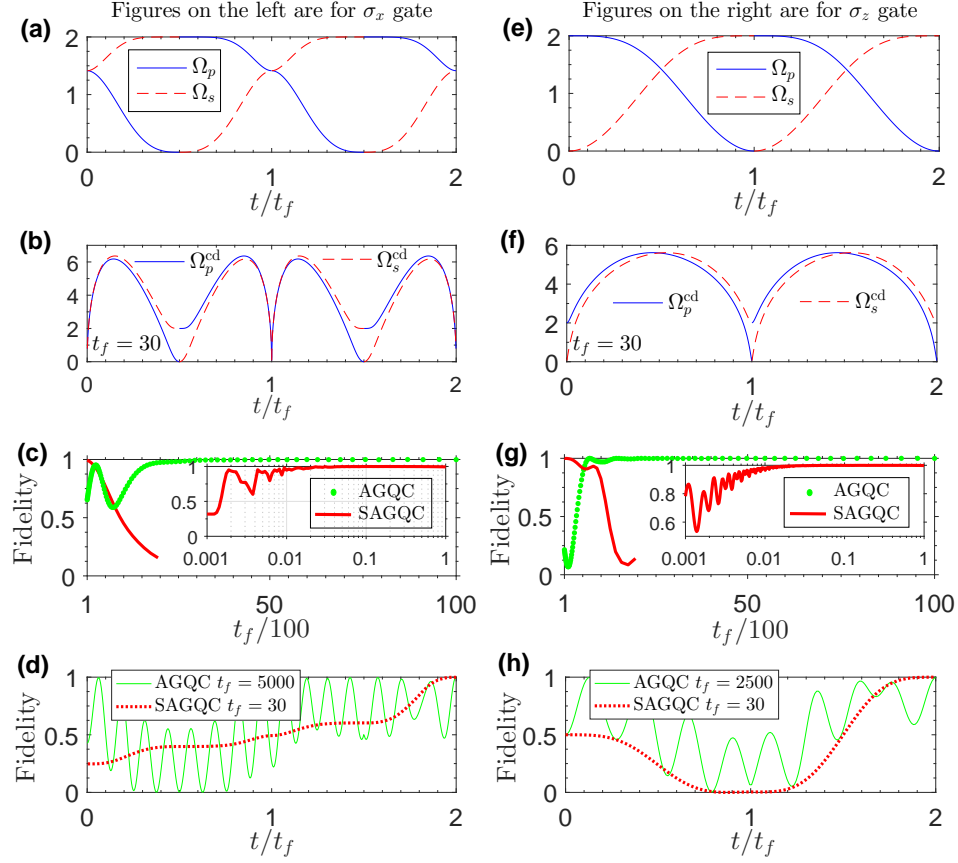 Figures on the left are for σ_x gate
(a)
2
1
0
Ω_p
Ω_s
0
1
2
t/t_f
(b)
6
4
2
0
Ω_p^cd
Ω_s^cd
t_f = 30
0
1
2
t/t_f
(c)
Fidelity
1
0.5
0
1
0.5
0
AGQC
SAGQC
0.001
0.01
0.1
1
1
50
100
t_f/100
(d)
Fidelity
1
0.5
0
AGQC t_f = 5000
SAGQC t_f = 30
0
1
2
t/t_f
Figures on the right are for σ_z gate
(e)
2
1
0
Ω_p
Ω_s
0
1
2
t/t_f
(f)
6
4
2
0
Ω_p^cd
Ω_s^cd
t_f = 30
0
1
2
t/t_f
(g)
Fidelity
1
0.5
0
1
0.8
0.6
AGQC
SAGQC
0.001
0.01
0.1
1
1
50
100
t_f/100
(h)
Fidelity
1
0.5
0
AGQC t_f = 2500
SAGQC t_f = 30
0
1
2
t/t_f